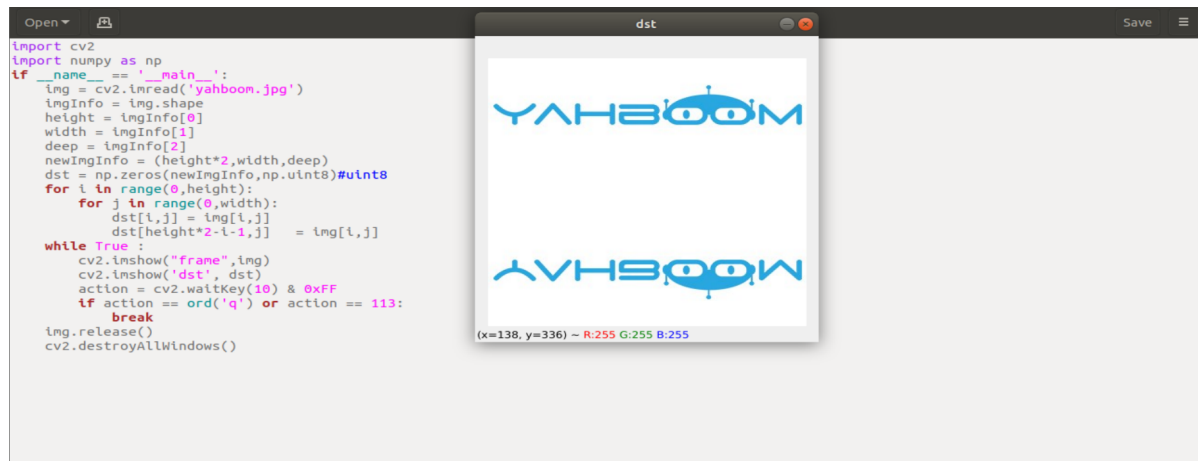 Open
dst
Save
import cv2
import numpy as np
if __name__ == '__main__':
    img = cv2.imread('yahboom.jpg')
    imgInfo = img.shape
    height = imgInfo[0]
    width = imgInfo[1]
    deep = imgInfo[2]
    newImgInfo = (height*2,width,deep)
    dst = np.zeros(newImgInfo,np.uint8)#uint8
    for i in range(0,height):
        for j in range(0,width):
            dst[i,j] = img[i,j]
            dst[height*2-i-1,j]   = img[i,j]
    while True :
        cv2.imshow("frame",img)
        cv2.imshow('dst', dst)
        action = cv2.waitKey(10) & 0xFF
        if action == ord('q') or action == 113:
            break
    img.release()
    cv2.destroyAllWindows()
YAHBOOM
YAHBOOM
(x=138, y=336) ~ R:255 G:255 B:255